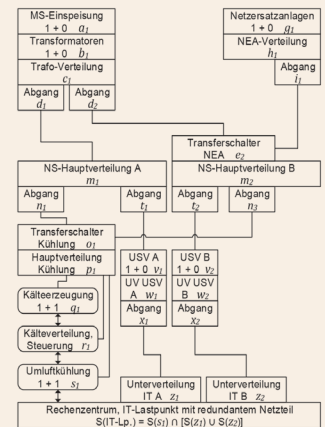 MS-Einspeisung
1 + 0 a₁
Transformatoren
1 + 0 b₁
Trafo-Verteilung
c₁
Abgang
d₁
Abgang
d₂
Netzersatzanlagen
1 + 0 g₁
NEA-Verteilung
h₁
Abgang
i₁
Transferschalter
NEA e₂
NS-Hauptverteilung A
m₁
NS-Hauptverteilung B
m₂
Abgang
n₁
Abgang
t₁
Abgang
t₂
Abgang
n₃
Transferschalter
Kühlung o₁
Hauptverteilung
Kühlung p₁
Kälteerzeugung
1 + 1 q₁
Kälteverteilung,
Steuerung r₁
Umluftkühlung
1 + 1 s₁
USV A
1 + 0 v₁
UV USV
A w₁
Abgang
x₁
USV B
1 + 0 v₂
UV USV
B w₂
Abgang
x₂
Unterverteilung
IT A z₁
Unterverteilung
IT B z₂
Rechenzentrum, IT-Lastpunkt mit redundantem Netzteil
S(IT-Lp.) = S(s₁) ∩ [S(z₁) ∪ S(z₂)]